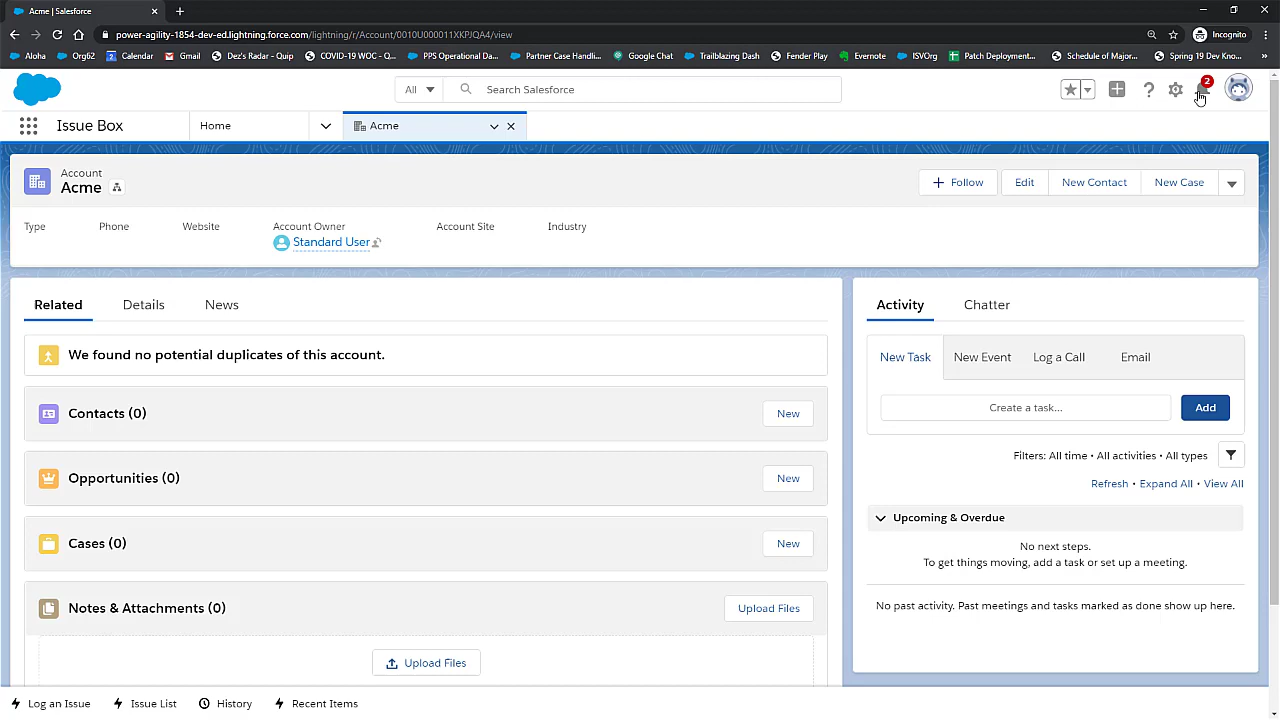 Acme | Salesforce
power-agility-1854-dev-ed.lightning.force.com/lightning/r/Account/0010U000011XKPJQA4/view
Incognito
Aloha
Org62
Calendar
Gmail
Dez's Radar - Quip
COVID-19 WOC - Q...
PPS Operational Da...
Partner Case Handli...
Google Chat
Trailblazing Dash
Fender Play
Evernote
ISVOrg
Patch Deploymen...
Schedule of Major...
Spring 19 Dev Kno...
»
All
Search Salesforce
2
Issue Box
Home
Acme
Account
Acme
Follow
Edit
New Contact
New Case
Type
Phone
Website
Account Owner
Account Site
Industry
Standard User
Related
Details
News
We found no potential duplicates of this account.
Contacts (0)
New
Opportunities (0)
New
Cases (0)
New
Notes & Attachments (0)
Upload Files
Upload Files
Activity
Chatter
New Task
New Event
Log a Call
Email
Create a task...
Add
Filters: All time • All activities • All types
Refresh • Expand All • View All
Upcoming & Overdue
No next steps.
To get things moving, add a task or set up a meeting.
No past activity. Past meetings and tasks marked as done show up here.
Log an Issue
Issue List
History
Recent Items